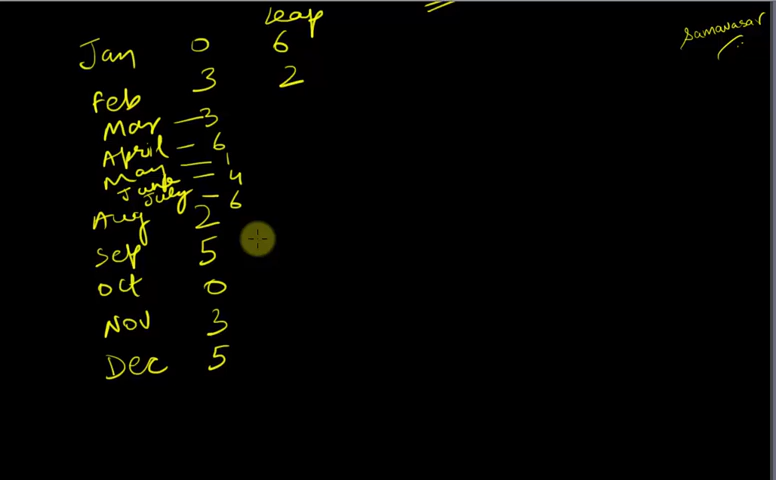 Leap
Samavasar
Jan 0 6
Feb 3 2
Mar — 3
April – 6
May — 1
June — 4
July – 6
Aug 2
Sep 5
Oct 0
Nov 3
Dec 5